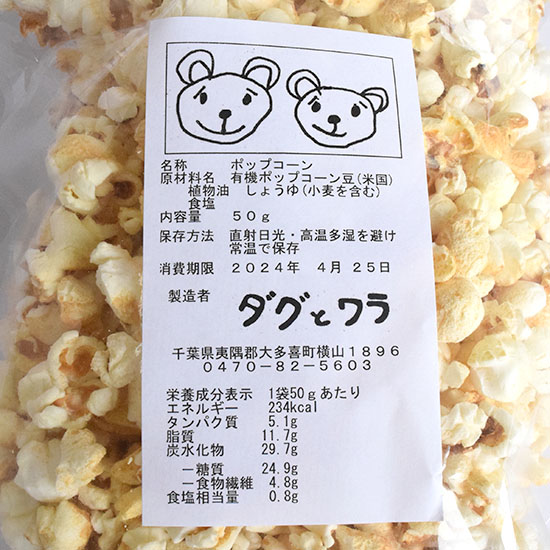 名称　ポップコーン
原材料名　有機ポップコーン豆(米国)
植物油　しょうゆ(小麦を含む)
食塩
内容量　５０ｇ
保存方法　直射日光・高温多湿を避け
常温で保存
消費期限　２０２４年　４月　２５日
製造者　ダグとワラ
千葉県夷隅郡大多喜町横山１８９６
０４７０－８２－５６０３
栄養成分表示　1袋50ｇあたり
エネルギー　234kcal
タンパク質　5.1g
脂質　11.7g
炭水化物　29.7g
－糖質　24.9g
－食物繊維　4.8g
食塩相当量　0.8g